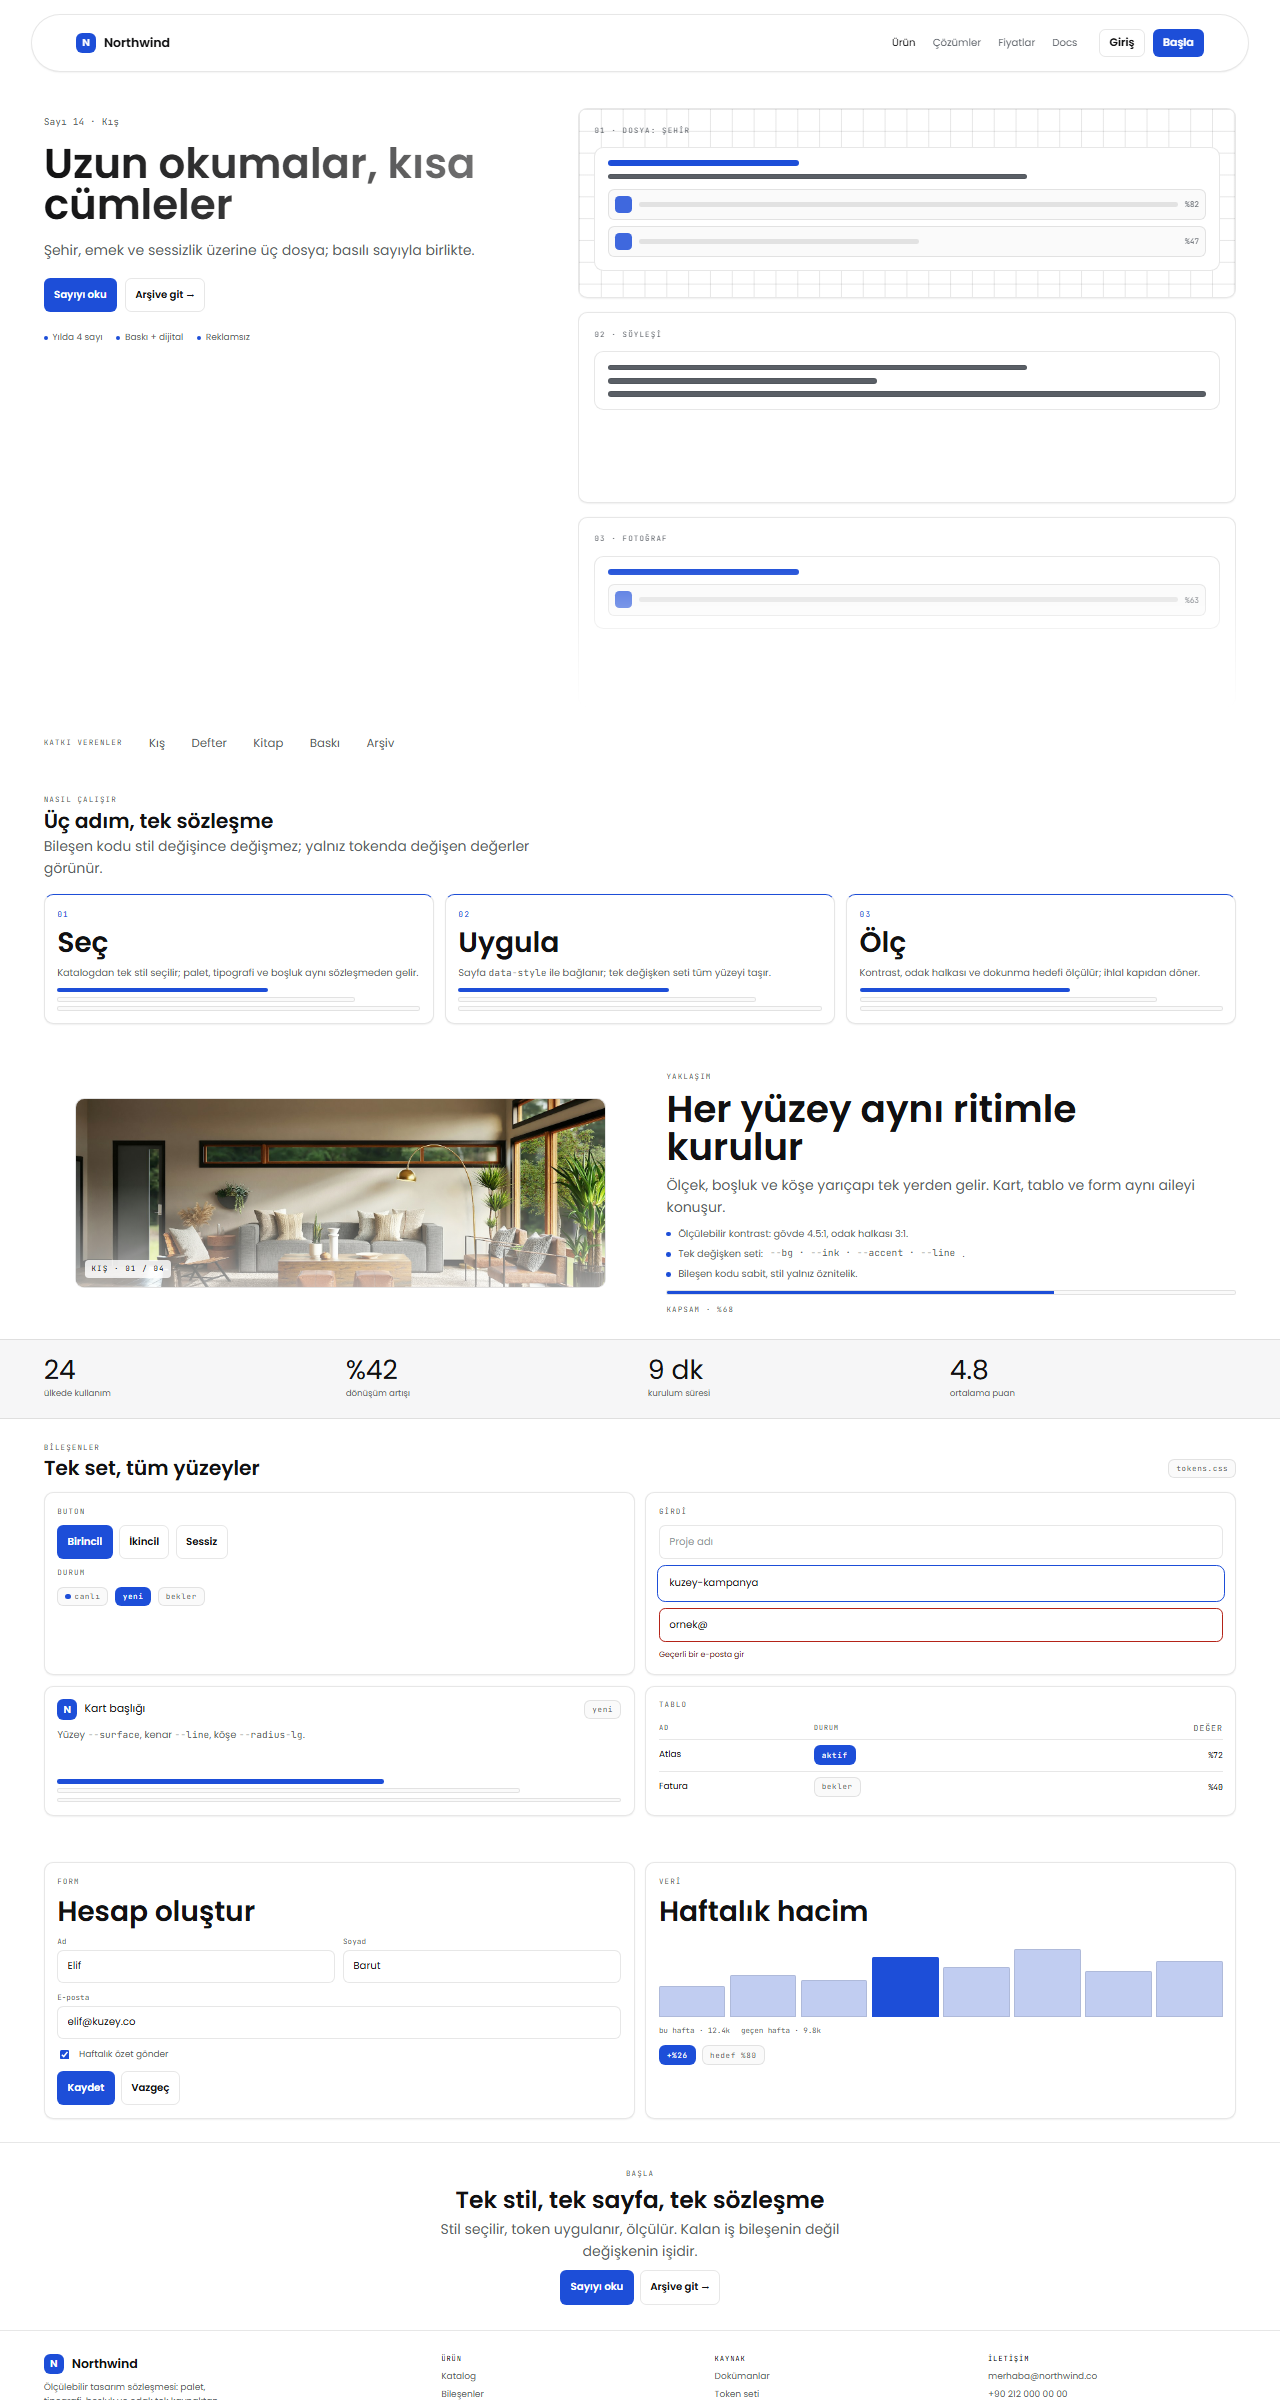 N Northwind
Ürün Çözümler Fiyatlar Docs Giriş Başla
Sayı 14 · Kış
Uzun okumalar, kısa
cümleler
Şehir, emek ve sessizlik üzerine üç dosya; basılı sayıyla birlikte.
Sayıyı oku Arşive git →
Yılda 4 sayı Baskı + dijital Reklamsız
01 · DOSYA: ŞEHİR
%82
%47
02 · SÖYLEŞİ
03 · FOTOĞRAF
%63
KATKI VERENLER Kış Defter Kitap Baskı Arşiv
NASIL ÇALIŞIR
Üç adım, tek sözleşme
Bileşen kodu stil değişince değişmez; yalnız tokenda değişen değerler
görünür.
01
Seç
Katalogdan tek stil seçilir; palet, tipografi ve boşluk aynı sözleşmeden gelir.
02
Uygula
Sayfa data-style ile bağlanır; tek değişken seti tüm yüzeyi taşır.
03
Ölç
Kontrast, odak halkası ve dokunma hedefi ölçülür; ihlal kapıdan döner.
KIŞ · 01 / 04
YAKLAŞIM
Her yüzey aynı ritimle
kurulur
Ölçek, boşluk ve köşe yarıçapı tek yerden gelir. Kart, tablo ve form aynı aileyi
konuşur.
Ölçülebilir kontrast: gövde 4.5:1, odak halkası 3:1.
Tek değişken seti: --bg · --ink · --accent · --line .
Bileşen kodu sabit, stil yalnız öznitelik.
KAPSAM · %68
24
ülkede kullanım
%42
dönüşüm artışı
9 dk
kurulum süresi
4.8
ortalama puan
BİLEŞENLER
Tek set, tüm yüzeyler
tokens.css
BUTON
Birincil İkincil Sessiz
DURUM
canlı yeni bekler
GİRDİ
Proje adı
kuzey-kampanya
ornek@
Geçerli bir e-posta gir
N Kart başlığı yeni
Yüzey --surface, kenar --line, köşe --radius-lg.
TABLO
AD DURUM DEĞER
Atlas aktif %72
Fatura bekler %40
FORM
Hesap oluştur
Ad Soyad
Elif Barut
E-posta
elif@kuzey.co
Haftalık özet gönder
Kaydet Vazgeç
VERİ
Haftalık hacim
bu hafta · 12.4k geçen hafta · 9.8k
+%26 hedef %80
BAŞLA
Tek stil, tek sayfa, tek sözleşme
Stil seçilir, token uygulanır, ölçülür. Kalan iş bileşenin değil
değişkenin işidir.
Sayıyı oku Arşive git →
N Northwind
Ölçülebilir tasarım sözleşmesi: palet,
ÜRÜN
Katalog
Bileşenler
KAYNAK
Dokümanlar
Token seti
İLETİŞİM
merhaba@northwind.co
+90 212 000 00 00